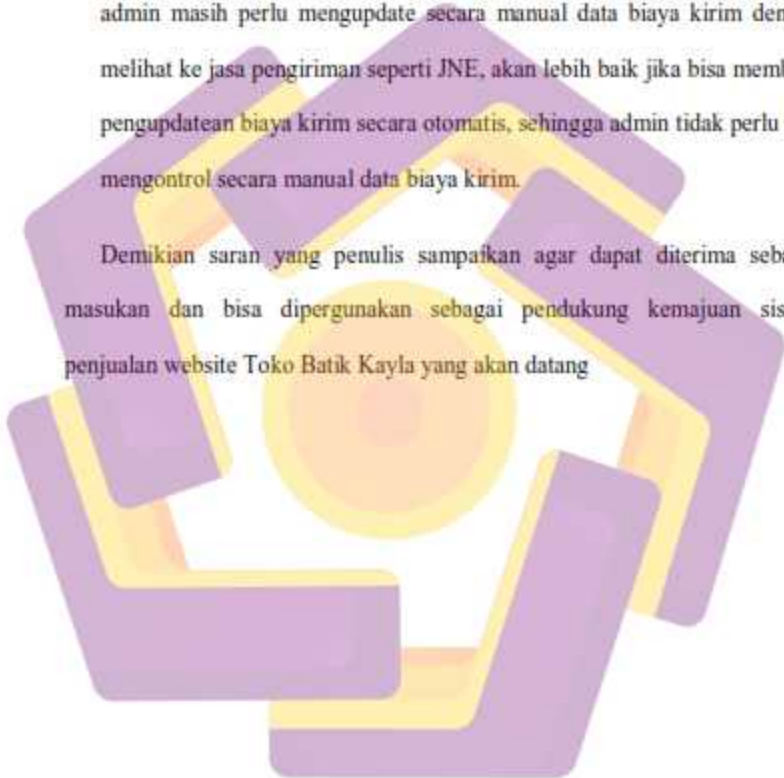 admin masih perlu mengupdate secara manual data biaya kirim den
melihat ke jasa pengiriman seperti JNE, akan lebih baik jika bisa memb
pengupdatean biaya kirim secara otomatis, sehingga admin tidak perlu
mengontrol secara manual data biaya kirim.
Demikian saran yang penulis sampaikan agar dapat diterima seba
masukan dan bisa dipergunakan sebagai pendukung kemajuan sis
penjualan website Toko Batik Kayla yang akan datang